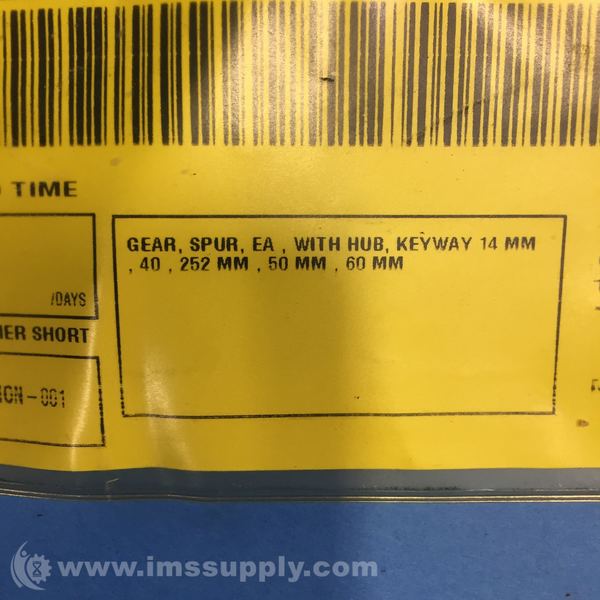 TIME
GEAR, SPUR, EA , WITH HUB, KEYWAY 14 MM
, 40 , 252 MM , 50 MM , 60 MM
/DAYS
SHORT
-001
www.imssupply.com